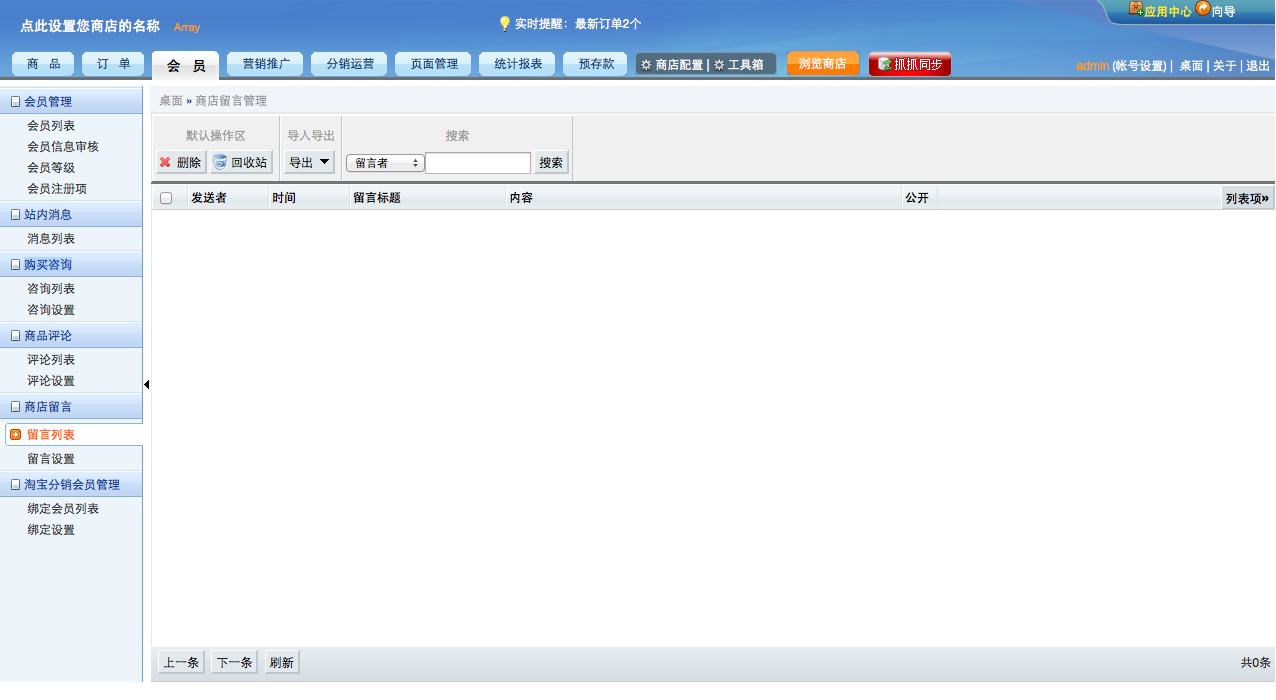 点此设置您商店的名称 Array
实时提醒：最新订单2个
应用中心 向导
商 品 订 单 会 员 营销推广 分销运营 页面管理 统计报表 预存款 商店配置 | 工具箱 浏览商店 抓抓同步
admin (帐号设置) | 桌面 | 关于 | 退出
会员管理
会员列表
会员信息审核
会员等级
会员注册项
站内消息
消息列表
购买咨询
咨询列表
咨询设置
商品评论
评论列表
评论设置
商店留言
留言列表
留言设置
淘宝分销会员管理
绑定会员列表
绑定设置
桌面 » 商店留言管理
默认操作区 导入导出 搜索
删除 回收站 导出 留言者 搜索
发送者 时间 留言标题 内容 公开 列表项»
上一条 下一条 刷新 共0条